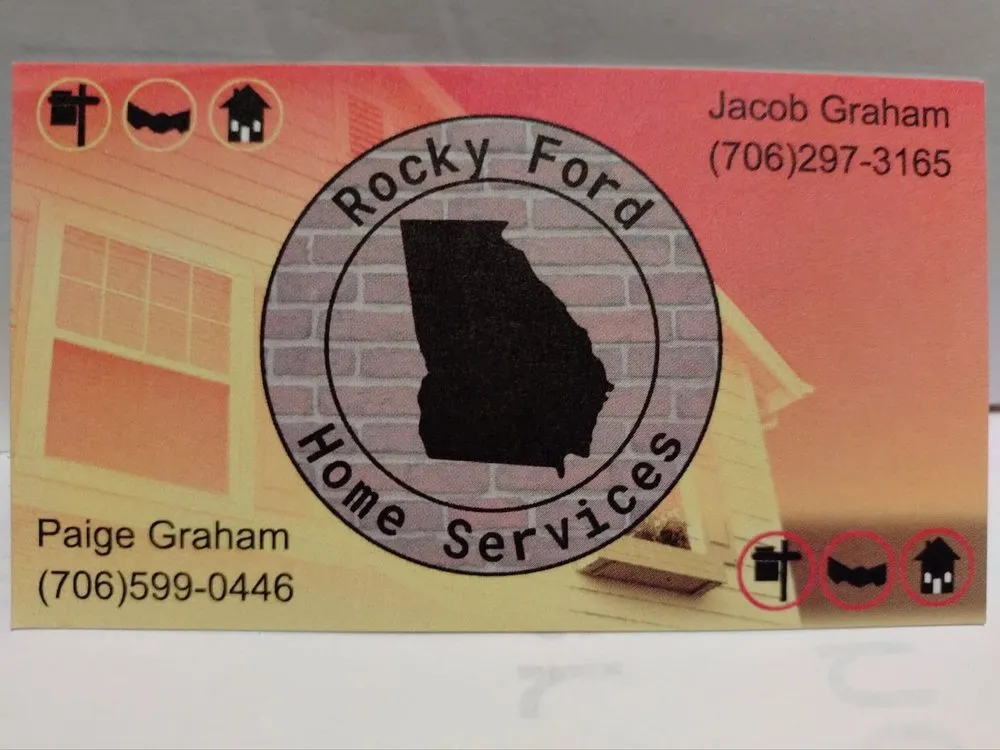 Jacob Graham
(706)297-3165
Rocky Ford
Home Services
Paige Graham
(706)599-0446